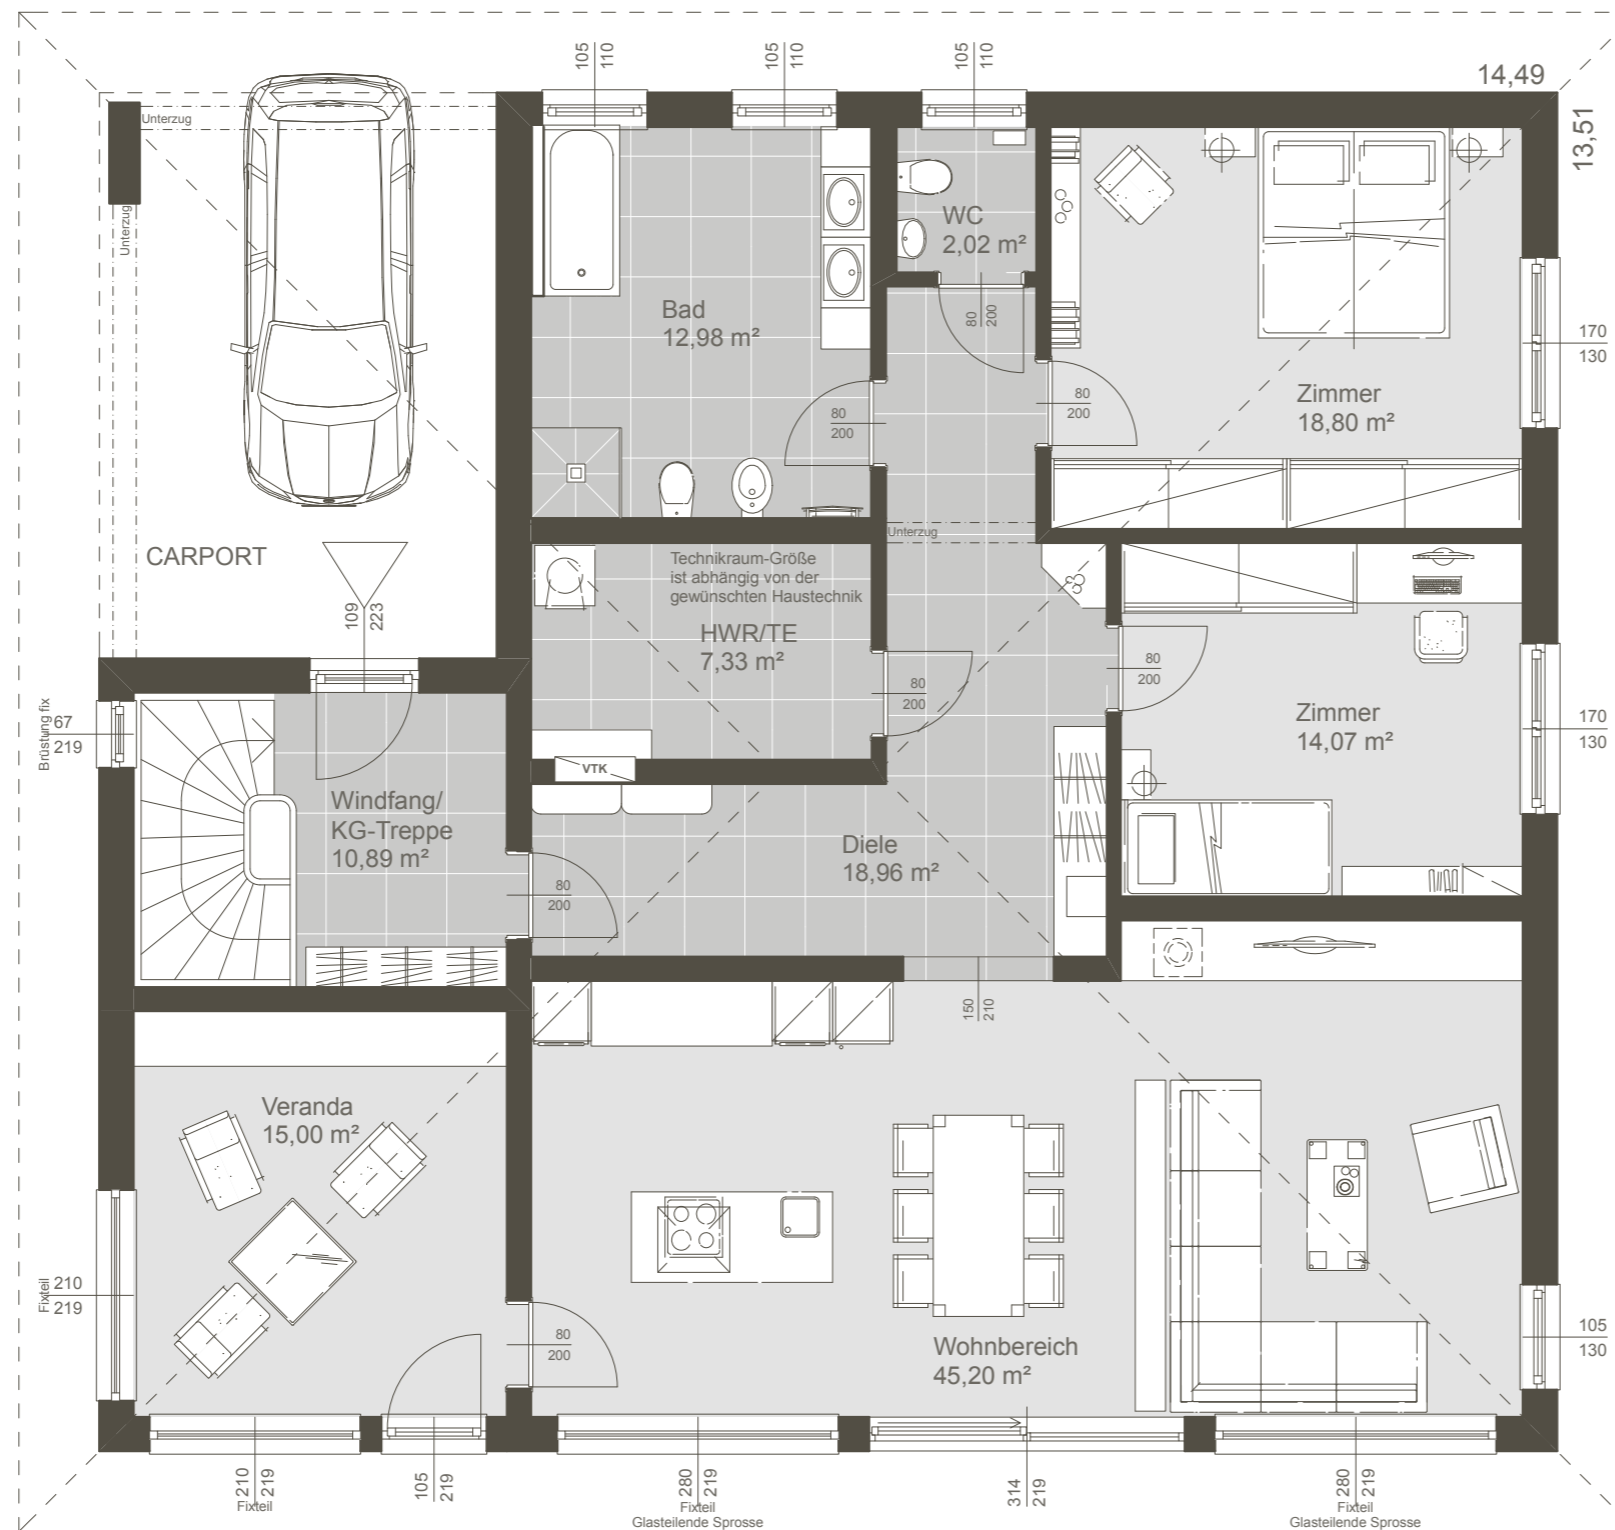 105
110
105
110
105
110
14,49
13,51
Unterzug
Unterzug
WC
2,02 m²
Bad
12,98 m²
80
200
170
130
Zimmer
18,80 m²
80
200
80
200
Unterzug
CARPORT
109
223
Technikraum-Größe
ist abhängig von der
gewünschten Haustechnik
HWR/TE
7,33 m²
80
200
80
200
Zimmer
14,07 m²
170
130
Brüstung fix
67
219
VTK
Windfang/
KG-Treppe
10,89 m²
Diele
18,96 m²
80
200
150
210
Veranda
15,00 m²
Fixteil
210
219
80
200
Wohnbereich
45,20 m²
105
130
210
219
Fixteil
105
219
280
219
Fixteil
Glasteilende Sprosse
314
219
280
219
Fixteil
Glasteilende Sprosse